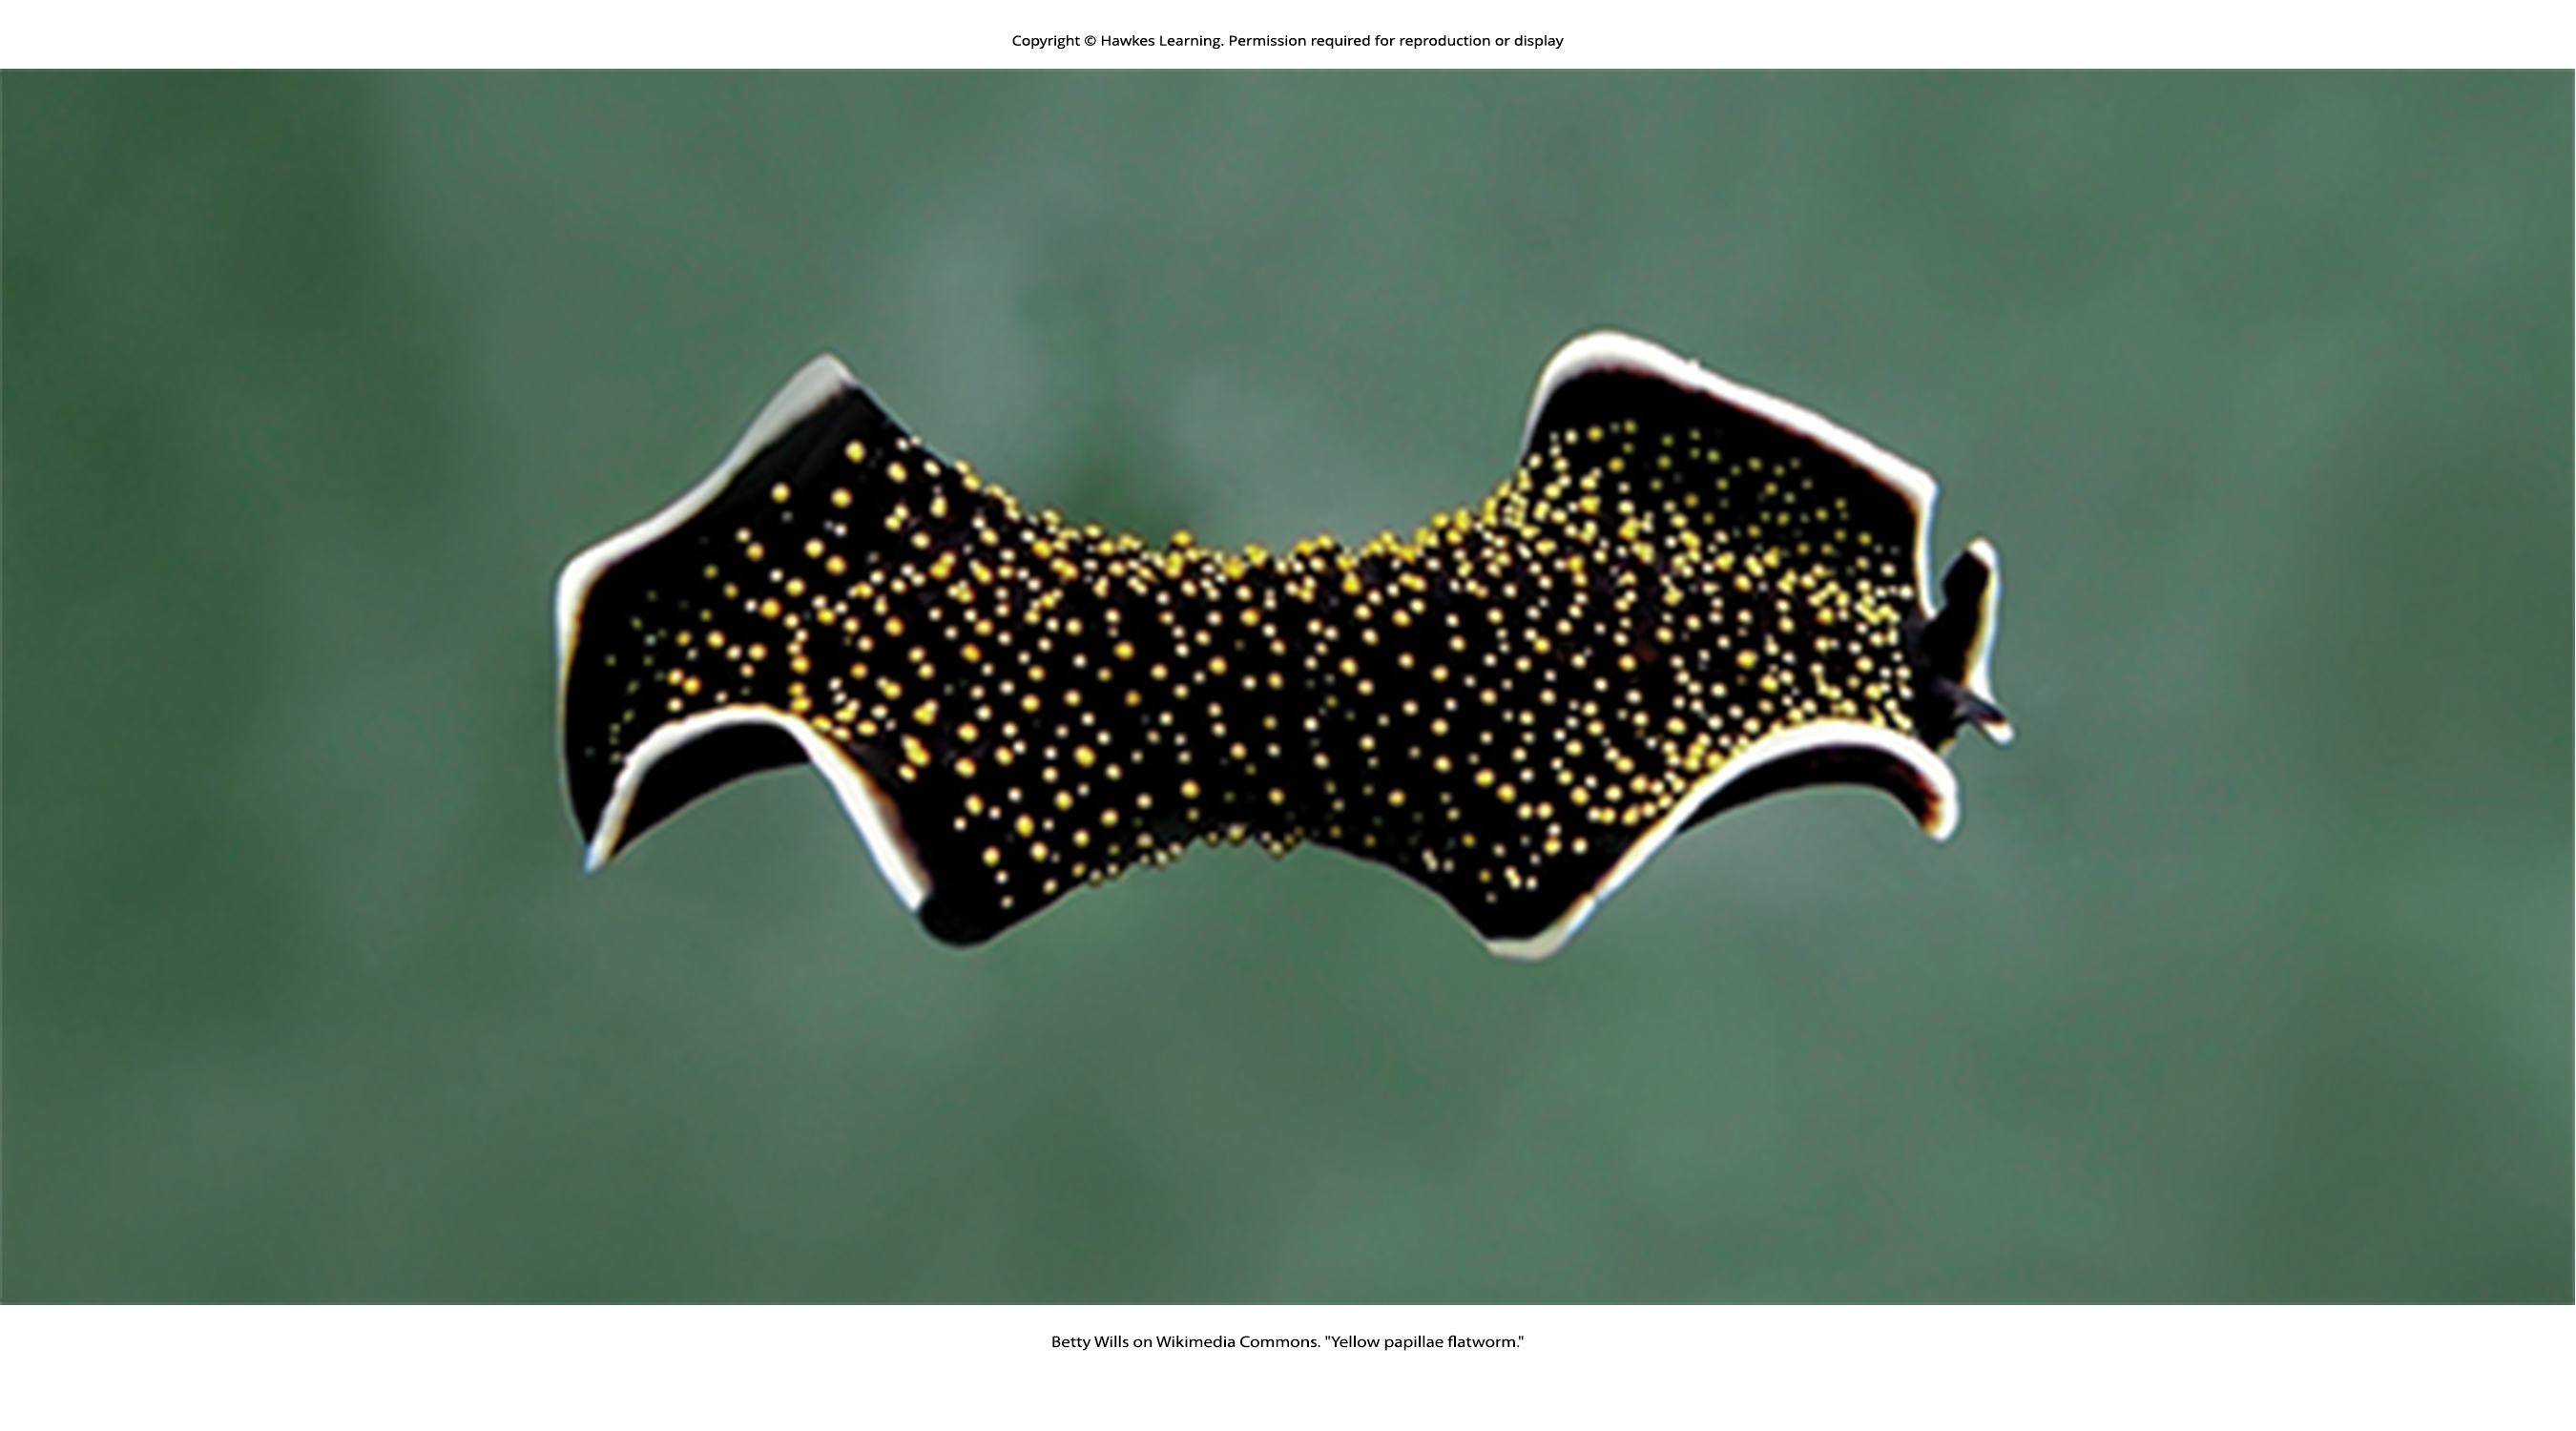 Copyright © Hawkes Learning. Permission required for reproduction or display
Betty Wills on Wikimedia Commons. "Yellow papillae flatworm."